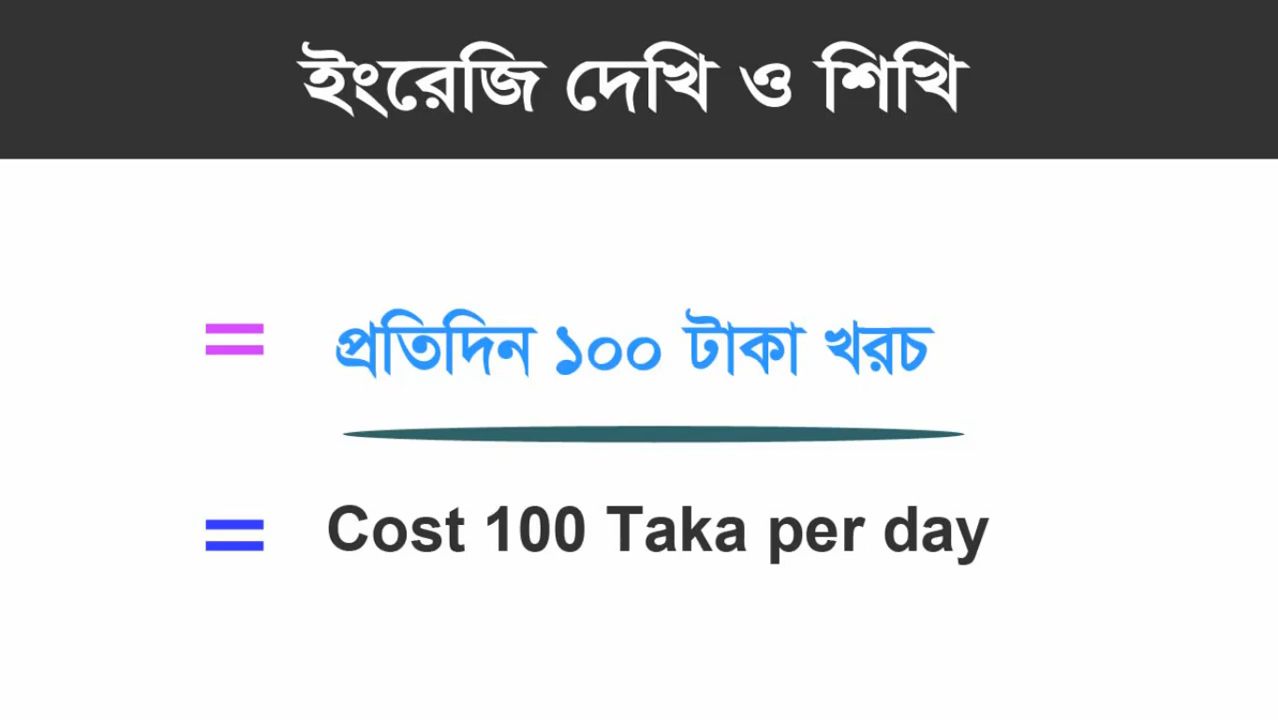 ইংরেজি দেখি ও শিখি
= প্রতিদিন ১০০ টাকা খরচ
= Cost 100 Taka per day